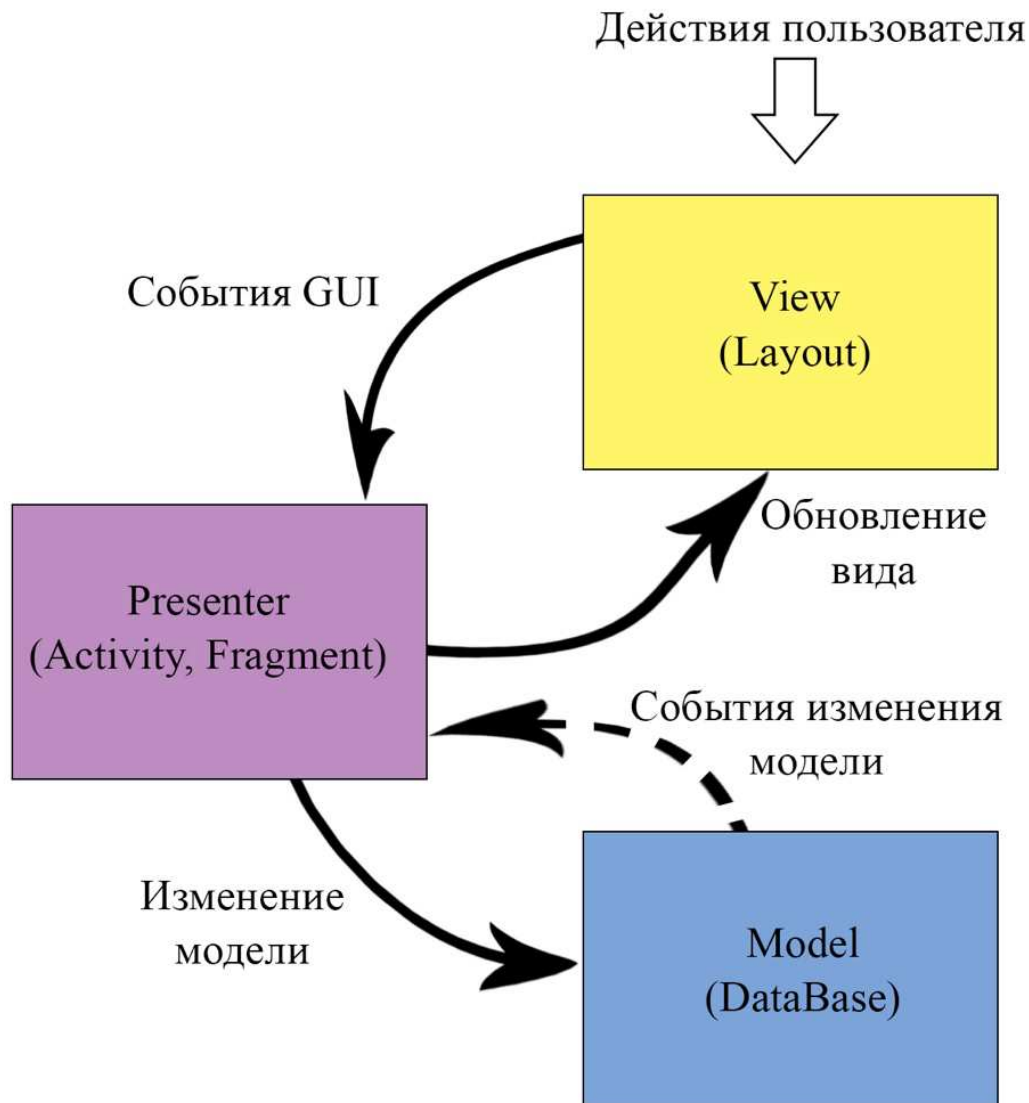 Действия пользователя
События GUI
View
(Layout)
Обновление
вида
Presenter
(Activity, Fragment)
События изменения
модели
Изменение
модели
Model
(DataBase)